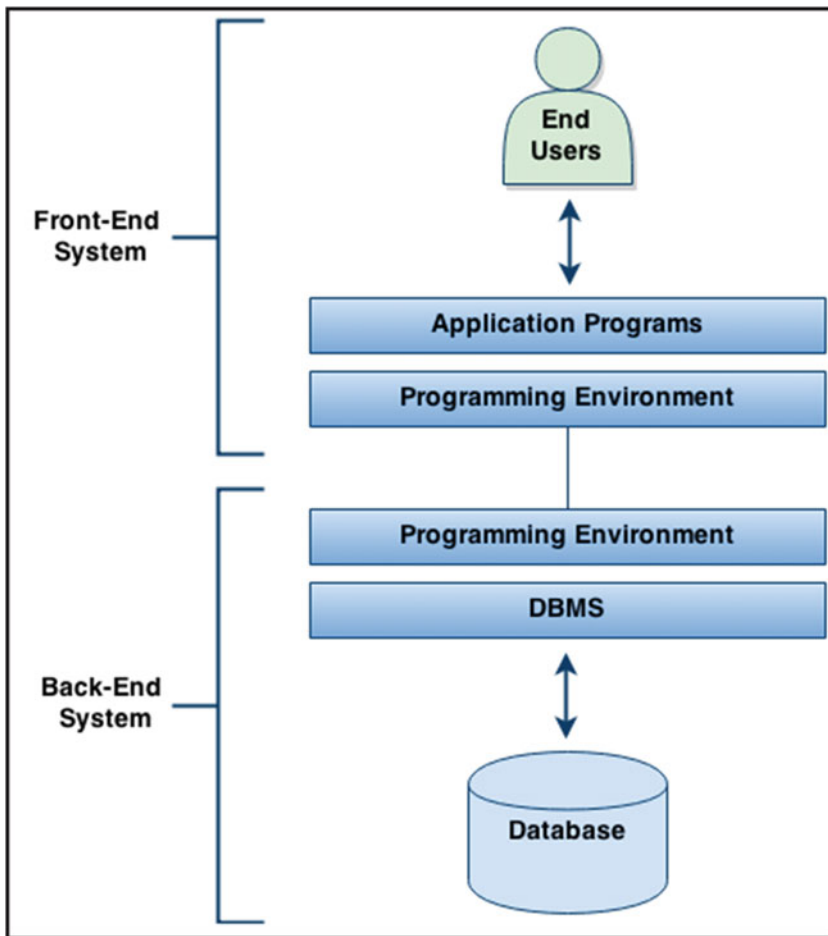 End
Users
Front-End
System
Application Programs
Programming Environment
Programming Environment
DBMS
Back-End
System
Database